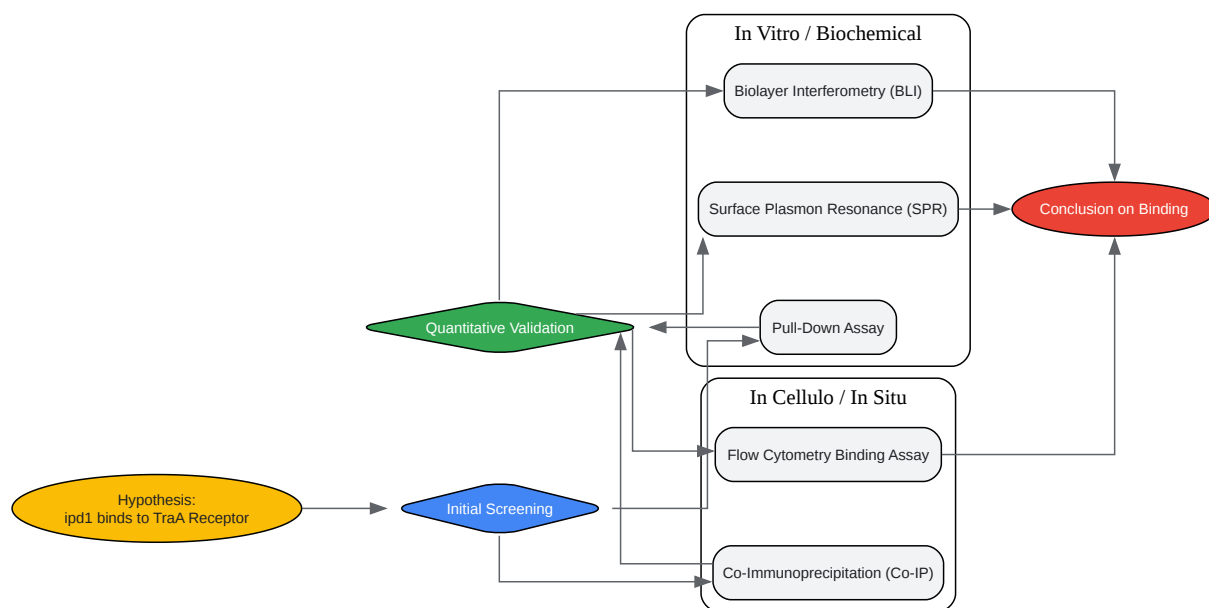 In Vitro / Biochemical
Biolayer Interferometry (BLI)
Surface Plasmon Resonance (SPR)
Conclusion on Binding
Quantitative Validation
Pull-Down Assay
In Cellulo / In Situ
Flow Cytometry Binding Assay
Hypothesis:
ipd1 binds to TraA Receptor
Initial Screening
Co-Immunoprecipitation (Co-IP)